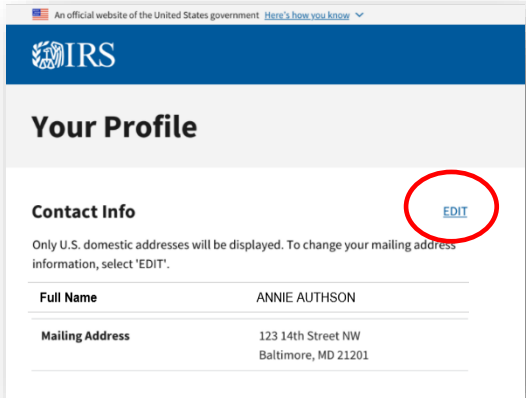 An official website of the United States government Here's how you know
IRS
Your Profile
Contact Info EDIT
Only U.S. domestic addresses will be displayed. To change your mailing address
information, select 'EDIT'.
Full Name ANNIE AUTHSON
Mailing Address 123 14th Street NW
Baltimore, MD 21201